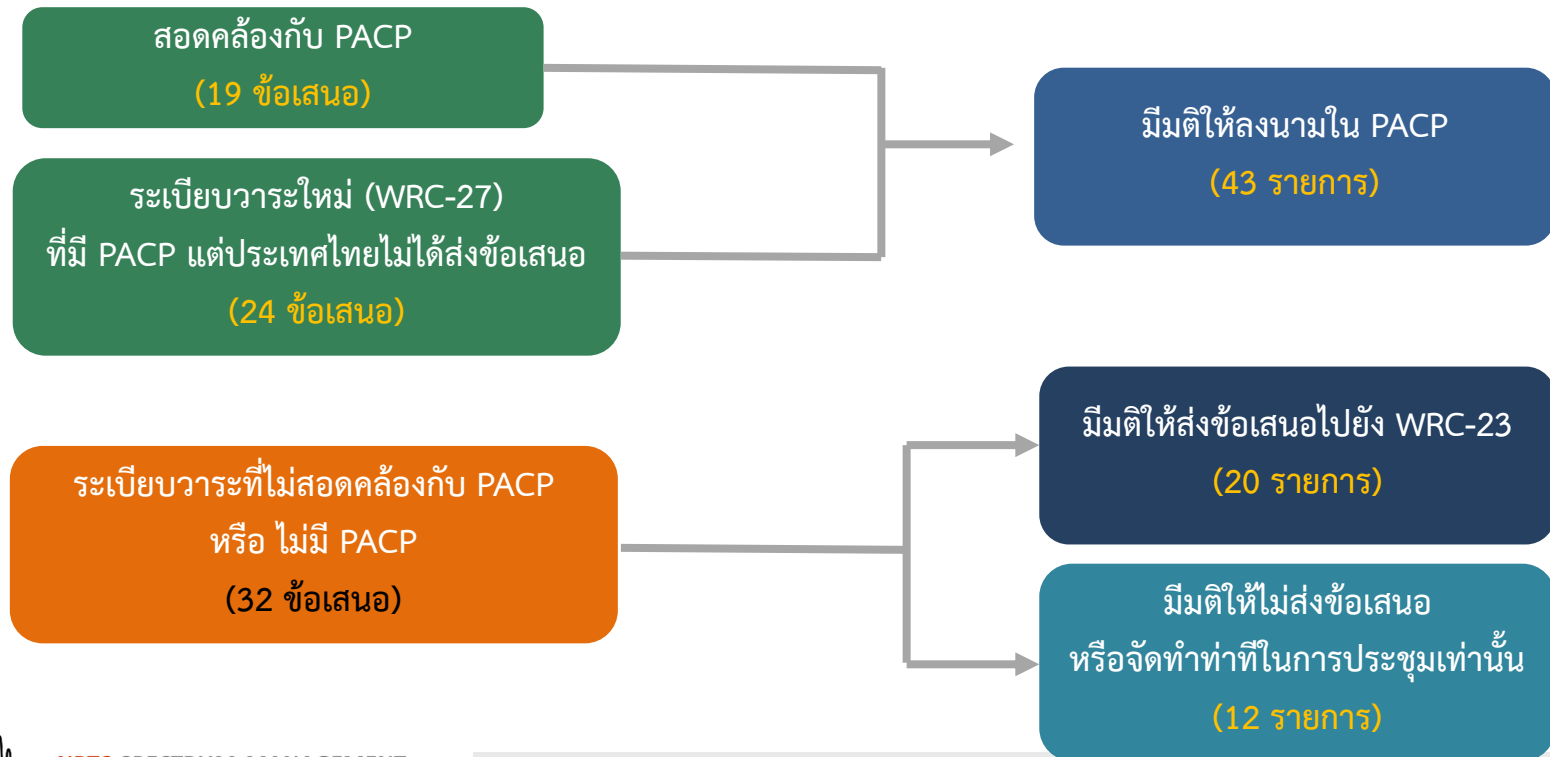 สอดคล้องกับ PACP
(19 ข้อเสนอ)
ระเบียบวาระใหม่ (WRC-27)
ที่มี PACP แต่ประเทศไทยไม่ได้ส่งข้อเสนอ
(24 ข้อเสนอ)
มีมติให้ลงนามใน PACP
(43 รายการ)
ระเบียบวาระที่ไม่สอดคล้องกับ PACP
หรือ ไม่มี PACP
(32 ข้อเสนอ)
มีมติให้ส่งข้อเสนอไปยัง WRC-23
(20 รายการ)
มีมติให้ไม่ส่งข้อเสนอ
หรือจัดทำท่าทีในการประชุมเท่านั้น
(12 รายการ)